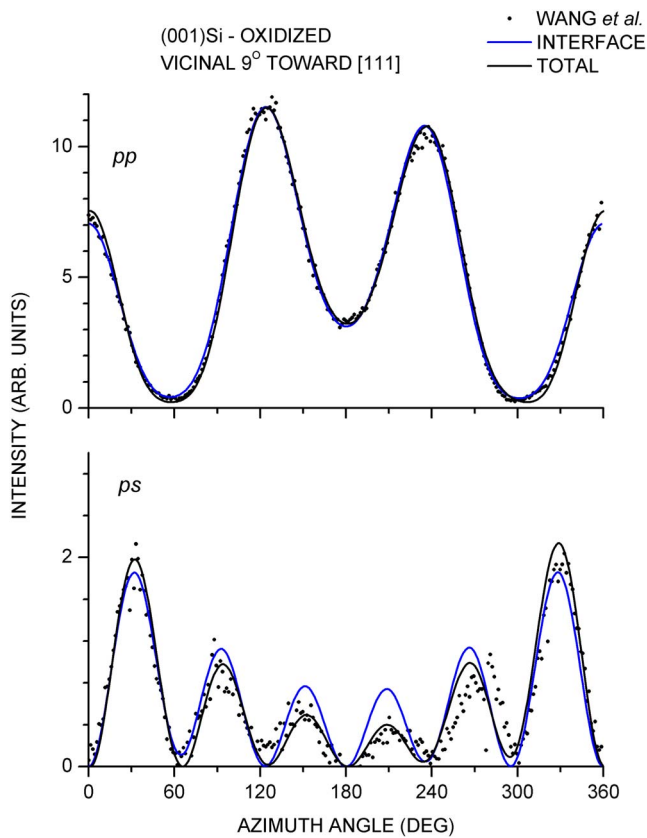 (001)Si - OXIDIZED
VICINAL 9° TOWARD [111]
WANG et al.
INTERFACE
TOTAL
pp
10
5
0
INTENSITY (ARB. UNITS)
ps
2
0
0 60 120 180 240 300 360
AZIMUTH ANGLE (DEG)